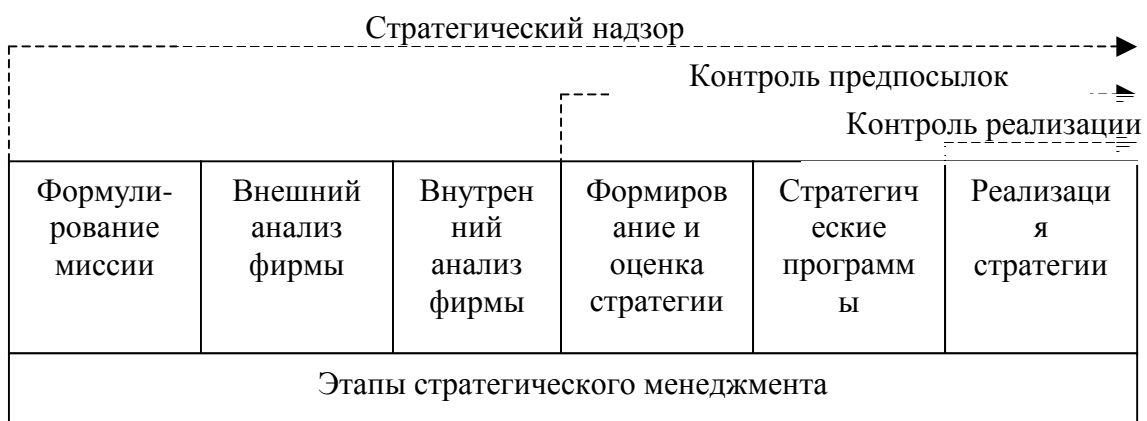 Стратегический надзор
Контроль предпосылок
Контроль реализации
Формули-
рование
миссии
Внешний
анализ
фирмы
Внутрен
ний
анализ
фирмы
Формиров
ание и
оценка
стратегии
Стратегич
еские
программ
ы
Реализаци
я
стратегии
Этапы стратегического менеджмента